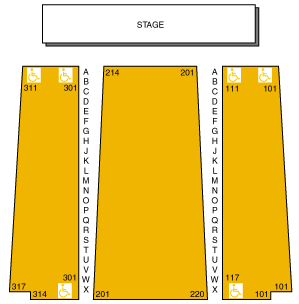 STAGE
A 214 201 A
B B
311 301 C C 111 101
D D
E E
F F
G G
H H
J J
K K
L L
M M
N N
O O
P P
Q Q
R R
S S
T T
U U
301 V V 117
317 W W 101
314 X 201 220 X 101